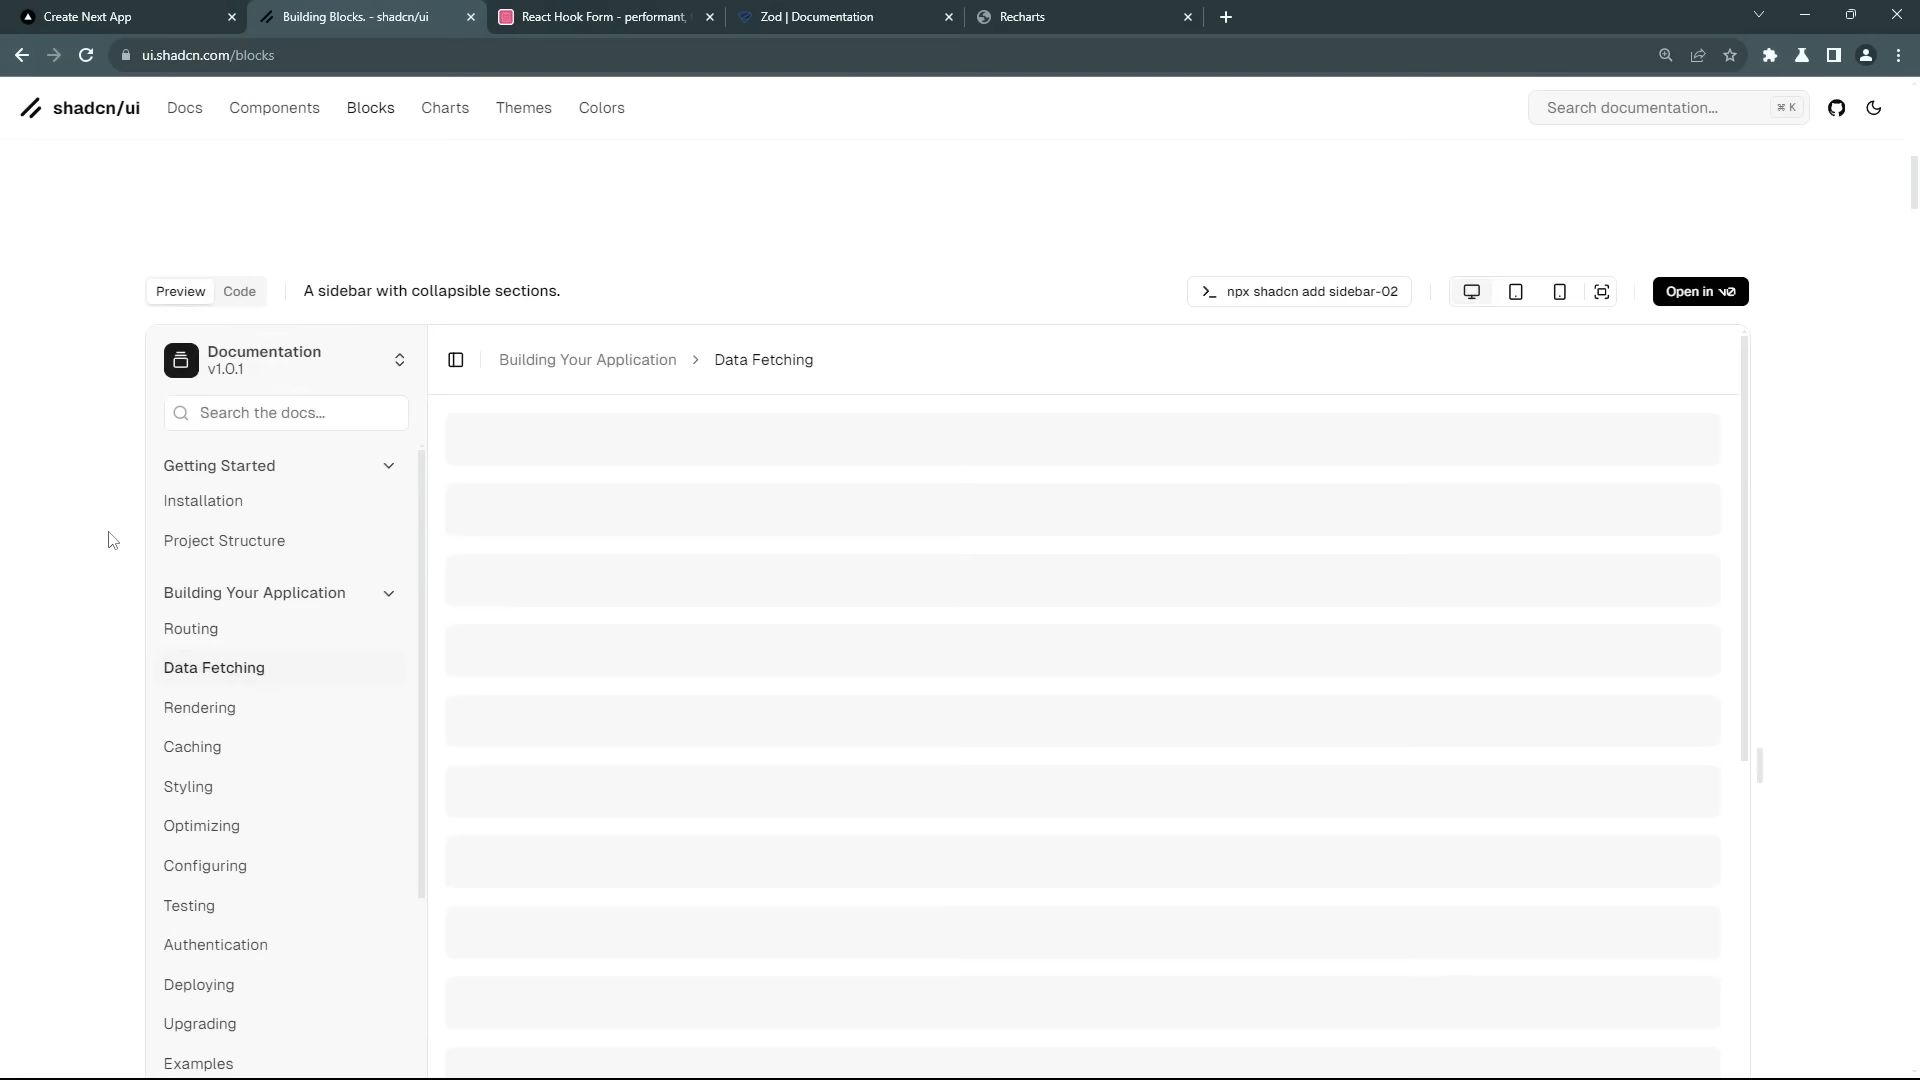 Create Next App
Building Blocks. - shadcn/ui
React Hook Form - performant,
Zod | Documentation
Recharts
ui.shadcn.com/blocks
shadcn/ui
Docs
Components
Blocks
Charts
Themes
Colors
Search documentation...
⌘ K
Preview
Code
A sidebar with collapsible sections.
npx shadcn add sidebar-02
Open in v0
Documentation
v1.0.1
Building Your Application
Data Fetching
Search the docs...
Getting Started
Installation
Project Structure
Building Your Application
Routing
Data Fetching
Rendering
Caching
Styling
Optimizing
Configuring
Testing
Authentication
Deploying
Upgrading
Examples